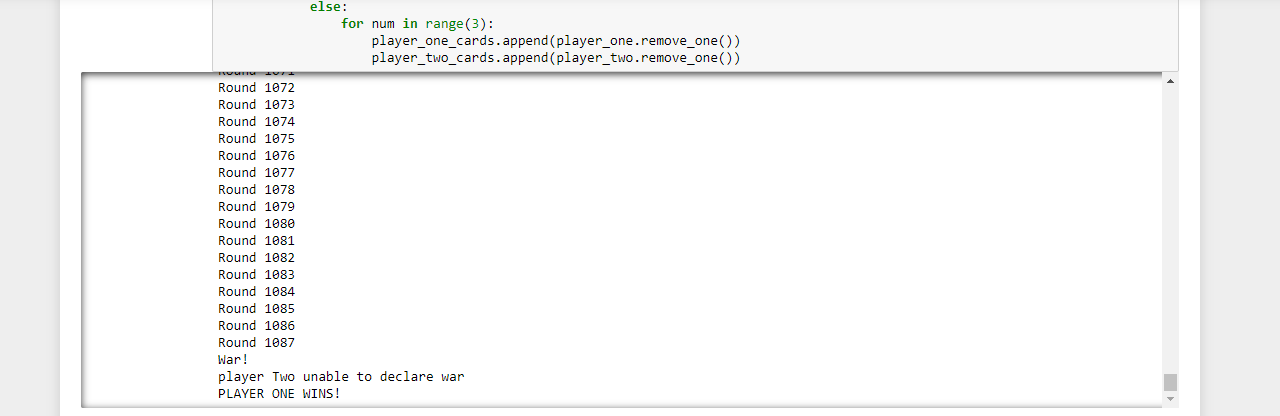 else:
for num in range(3):
player_one_cards.append(player_one.remove_one())
player_two_cards.append(player_two.remove_one())
Round 1071
Round 1072
Round 1073
Round 1074
Round 1075
Round 1076
Round 1077
Round 1078
Round 1079
Round 1080
Round 1081
Round 1082
Round 1083
Round 1084
Round 1085
Round 1086
Round 1087
War!
player Two unable to declare war
PLAYER ONE WINS!